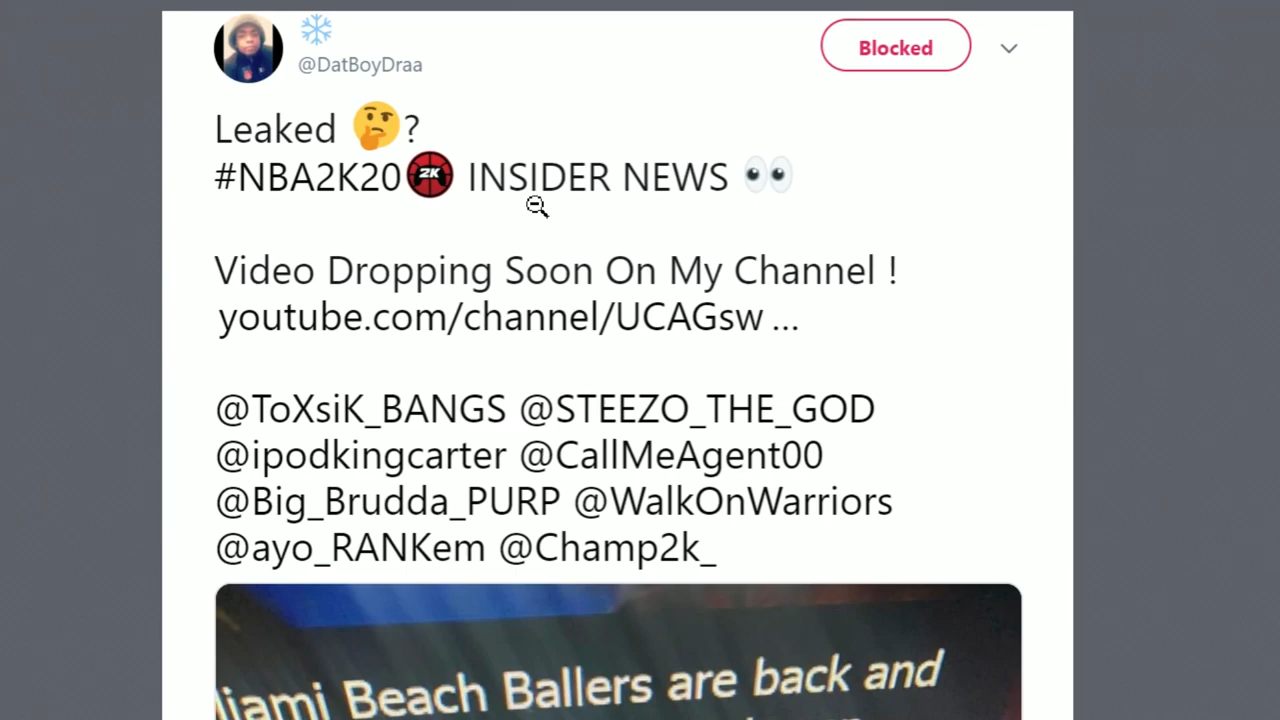 @DatBoyDraa
Blocked
Leaked 🤔?
#NBA2K20 2K INSIDER NEWS 👀
Video Dropping Soon On My Channel !
youtube.com/channel/UCAGsw ...
@ToXsiK_BANGS @STEEZO_THE_GOD
@ipodkingcarter @CallMeAgent00
@Big_Brudda_PURP @WalkOnWarriors
@ayo_RANKem @Champ2k_
Beach Ballers are back and